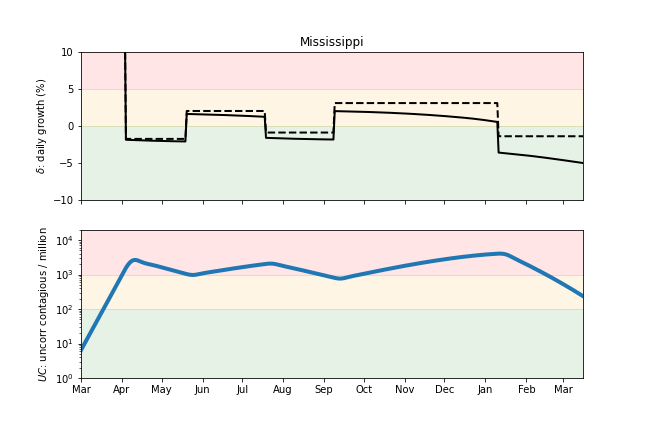 Mississippi
10
5
0
−5
−10
δ: daily growth (%)
10⁴
10³
10²
10¹
10⁰
UC: uncorr contagious / million
Mar Apr May Jun Jul Aug Sep Oct Nov Dec Jan Feb Mar